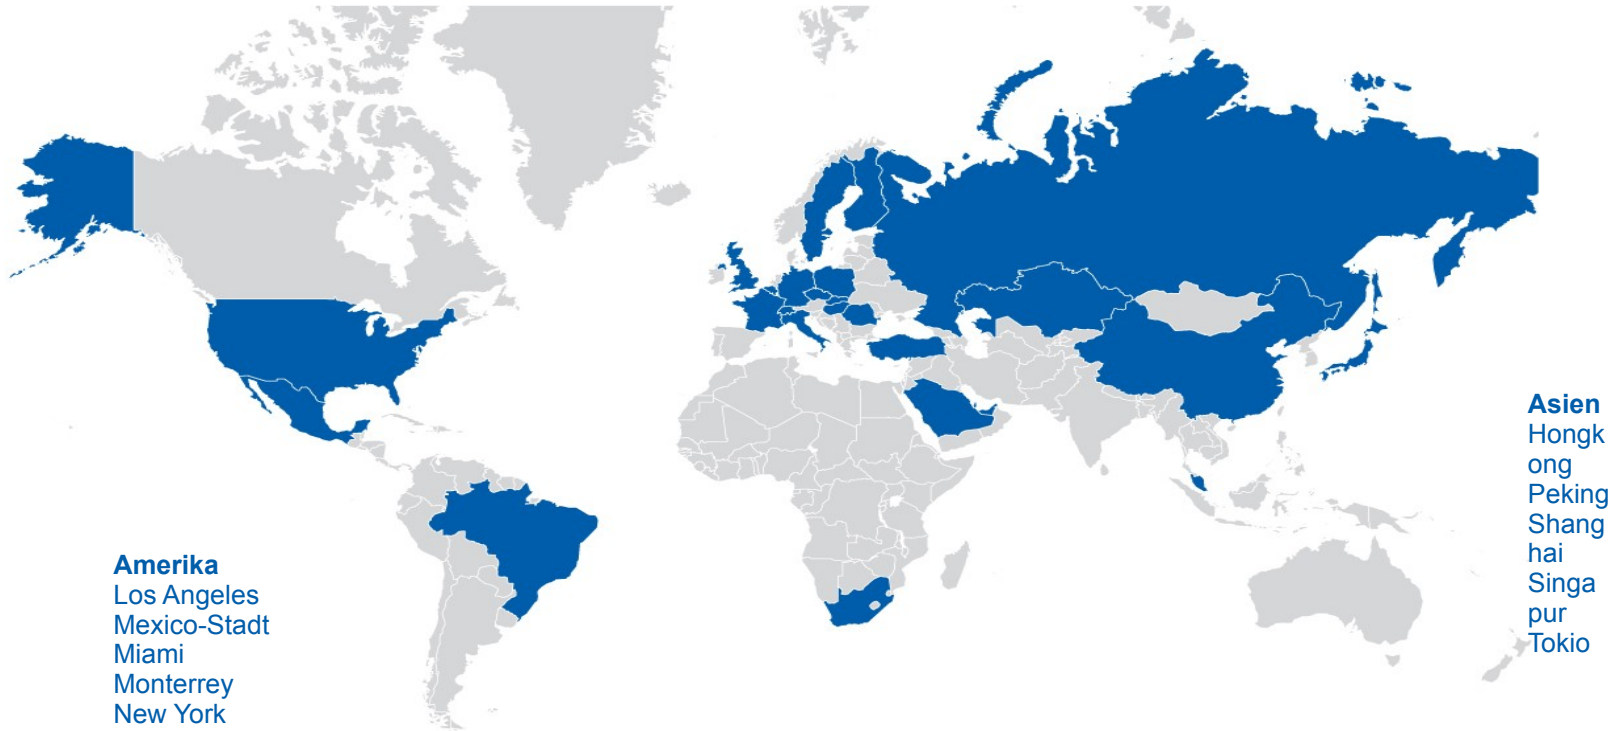 Amerika
Los Angeles
Mexico-Stadt
Miami
Monterrey
New York
Asien
Hongk
ong
Peking
Shang
hai
Singa
pur
Tokio